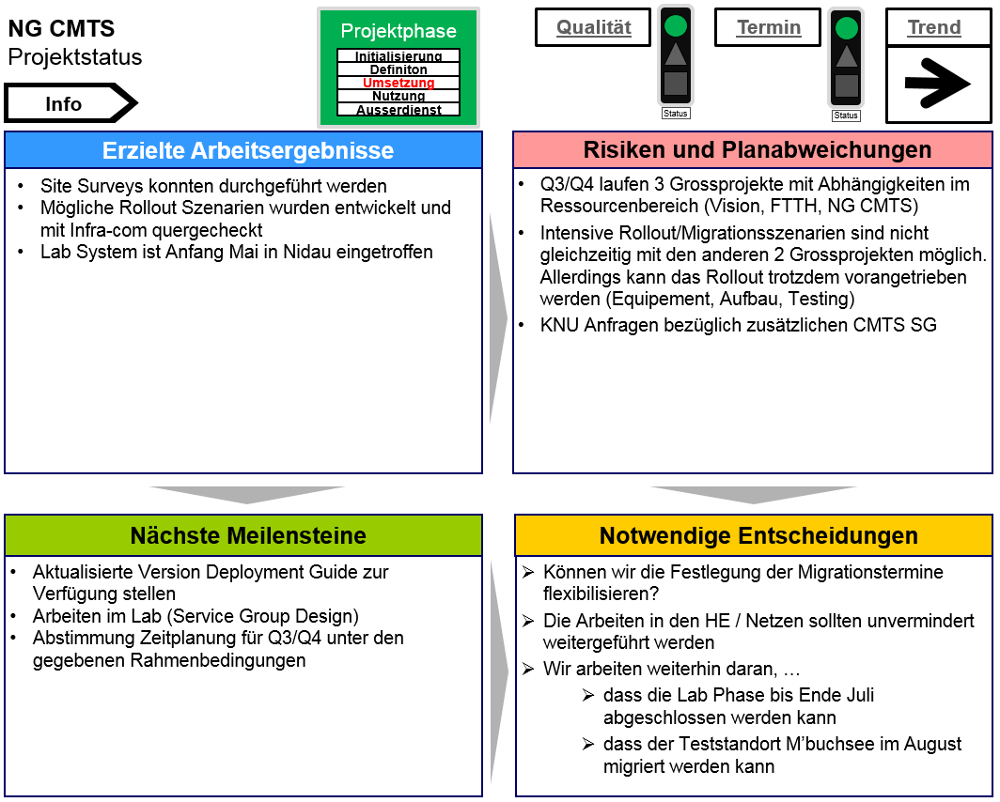 NG CMTS
Projektstatus
Info
Projektphase
Initialisierung
Definiton
Umsetzung
Nutzung
Ausserdienst
Qualität
Status
Termin
Status
Trend
Erzielte Arbeitsergebnisse
• Site Surveys konnten durchgeführt werden
• Mögliche Rollout Szenarien wurden entwickelt und
mit Infra-com quergecheckt
• Lab System ist Anfang Mai in Nidau eingetroffen
Risiken und Planabweichungen
• Q3/Q4 laufen 3 Grossprojekte mit Abhängigkeiten im
Ressourcenbereich (Vision, FTTH, NG CMTS)
• Intensive Rollout/Migrationsszenarien sind nicht
gleichzeitig mit den anderen 2 Grossprojekten möglich.
Allerdings kann das Rollout trotzdem vorangetrieben
werden (Equipement, Aufbau, Testing)
• KNU Anfragen bezüglich zusätzlichen CMTS SG
Nächste Meilensteine
• Aktualisierte Version Deployment Guide zur
Verfügung stellen
• Arbeiten im Lab (Service Group Design)
• Abstimmung Zeitplanung für Q3/Q4 unter den
gegebenen Rahmenbedingungen
Notwendige Entscheidungen
➢ Können wir die Festlegung der Migrationstermine
flexibilisieren?
➢ Die Arbeiten in den HE / Netzen sollten unvermindert
weitergeführt werden
➢ Wir arbeiten weiterhin daran, …
➢ dass die Lab Phase bis Ende Juli
abgeschlossen werden kann
➢ dass der Teststandort M’buchsee im August
migriert werden kann